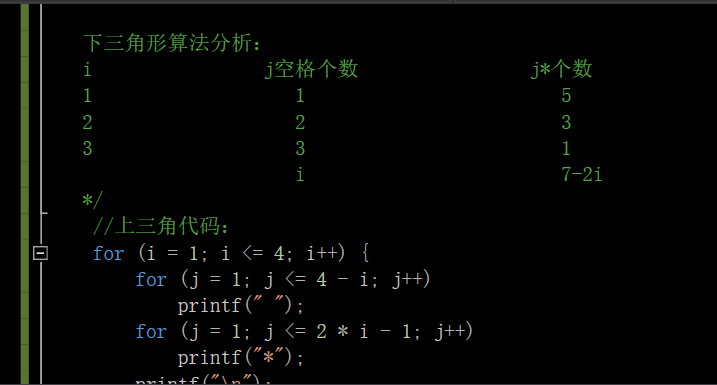 下三角形算法分析：
i j空格个数 j*个数
1 1 5
2 2 3
3 3 1
i 7-2i
*/
//上三角代码：
for (i = 1; i <= 4; i++) {
for (j = 1; j <= 4 - i; j++)
printf(" ");
for (j = 1; j <= 2 * i - 1; j++)
printf("*");
printf("\n");